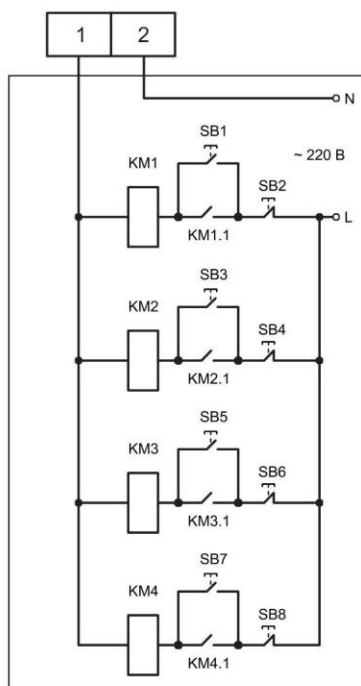 1 2
N
SB1
~ 220 В
KM1
SB2
L
KM1.1
SB3
KM2
SB4
KM2.1
SB5
KM3
SB6
KM3.1
SB7
KM4
SB8
KM4.1